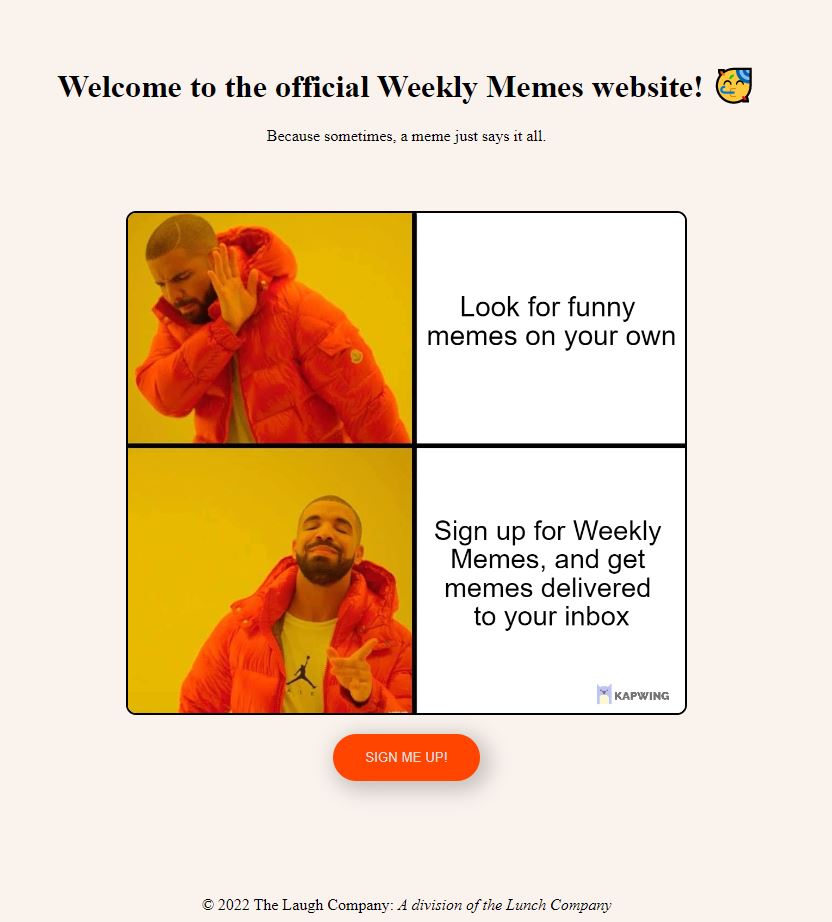 Welcome to the official Weekly Memes website! 🥳
Because sometimes, a meme just says it all.
Look for funny
memes on your own
Sign up for Weekly
Memes, and get
memes delivered
to your inbox
KAPWING
SIGN ME UP!
© 2022 The Laugh Company: A division of the Lunch Company